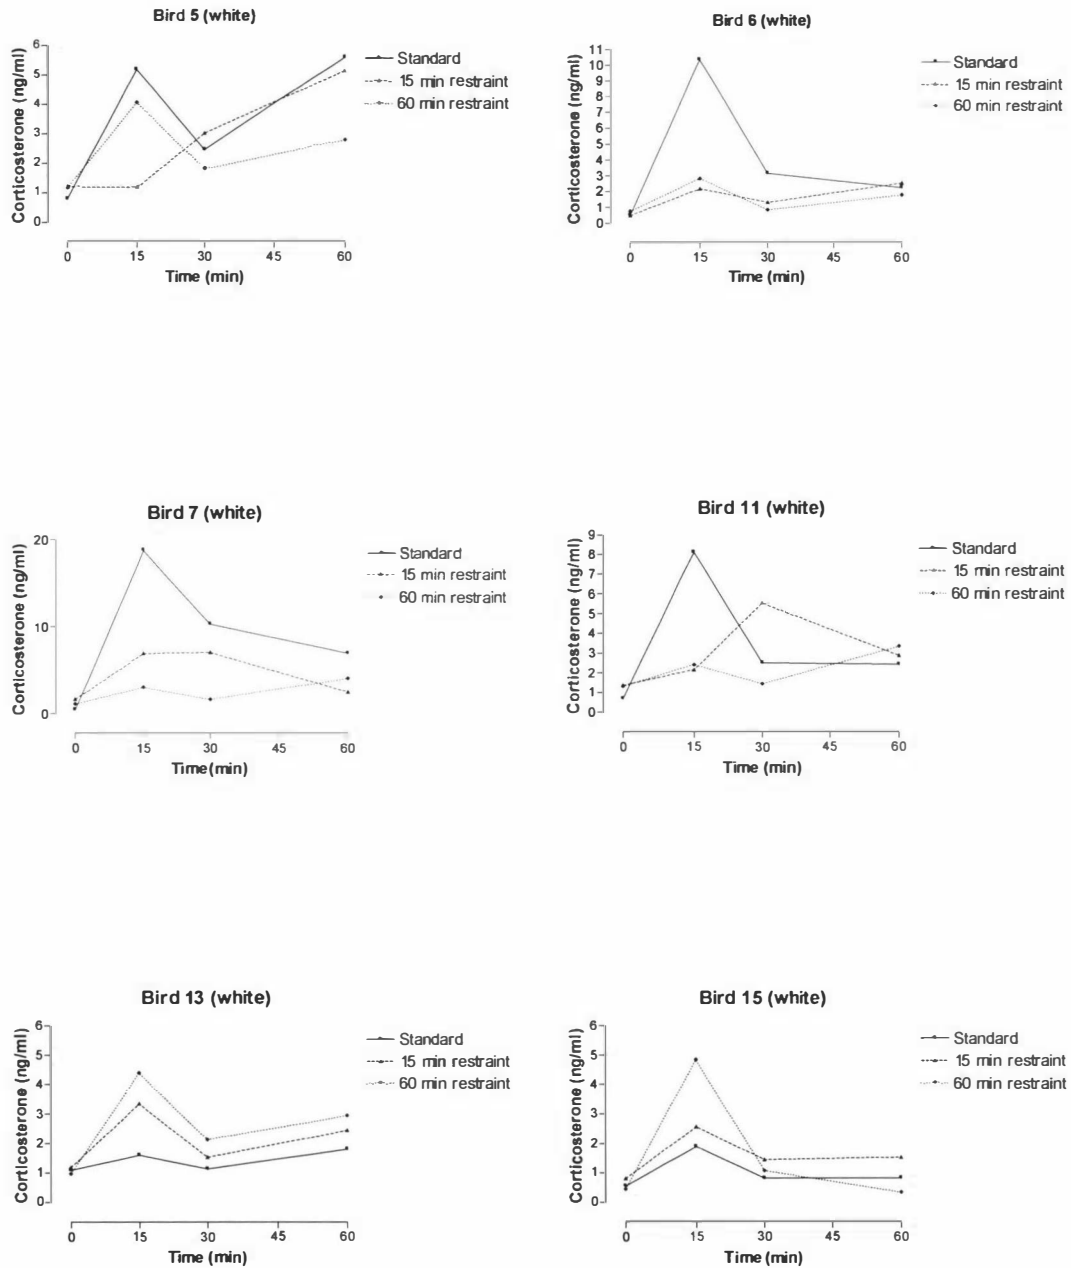 Bird 5 (white)
Corticosterone (ng/ml)
6
5
4
3
2
1
0
0 15 30 45 60
Time (min)
Standard
15 min restraint
60 min restraint
Bird 6 (white)
Corticosterone (ng/ml)
11
10
9
8
7
6
5
4
3
2
1
0
0 15 30 45 60
Time (min)
Standard
15 min restraint
60 min restraint
Bird 7 (white)
Corticosterone (ng/ml)
20
10
0
0 15 30 45 60
Time (min)
Standard
15 min restraint
60 min restraint
Bird 11 (white)
Corticosterone (ng/ml)
9
8
7
6
5
4
3
2
1
0
0 15 30 45 60
Time (min)
Standard
15 min restraint
60 min restraint
Bird 13 (white)
Corticosterone (ng/ml)
6
5
4
3
2
1
0
0 15 30 45 60
Time (min)
Standard
15 min restraint
60 min restraint
Bird 15 (white)
Corticosterone (ng/ml)
6
5
4
3
2
1
0
0 15 30 45 60
Time (min)
Standard
15 min restraint
60 min restraint